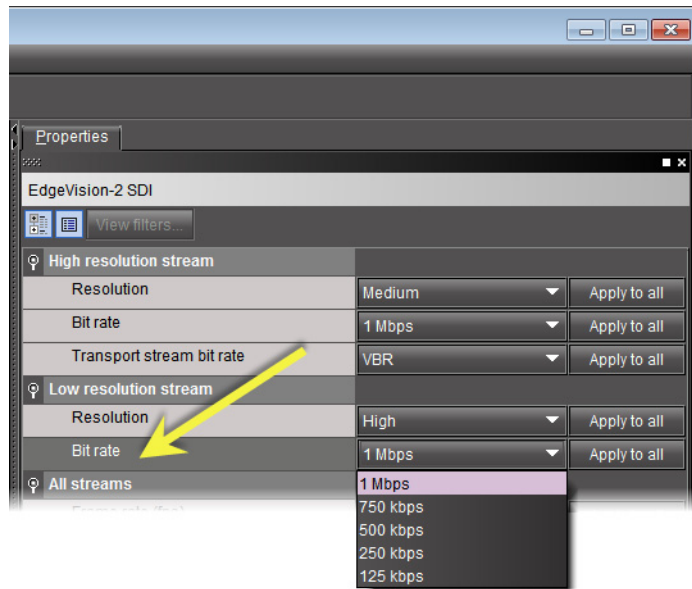 Properties
EdgeVision-2 SDI
View filters...
High resolution stream
Resolution Medium Apply to all
Bit rate 1 Mbps Apply to all
Transport stream bit rate VBR Apply to all
Low resolution stream
Resolution High Apply to all
Bit rate 1 Mbps Apply to all
All streams
1 Mbps
750 kbps
500 kbps
250 kbps
125 kbps